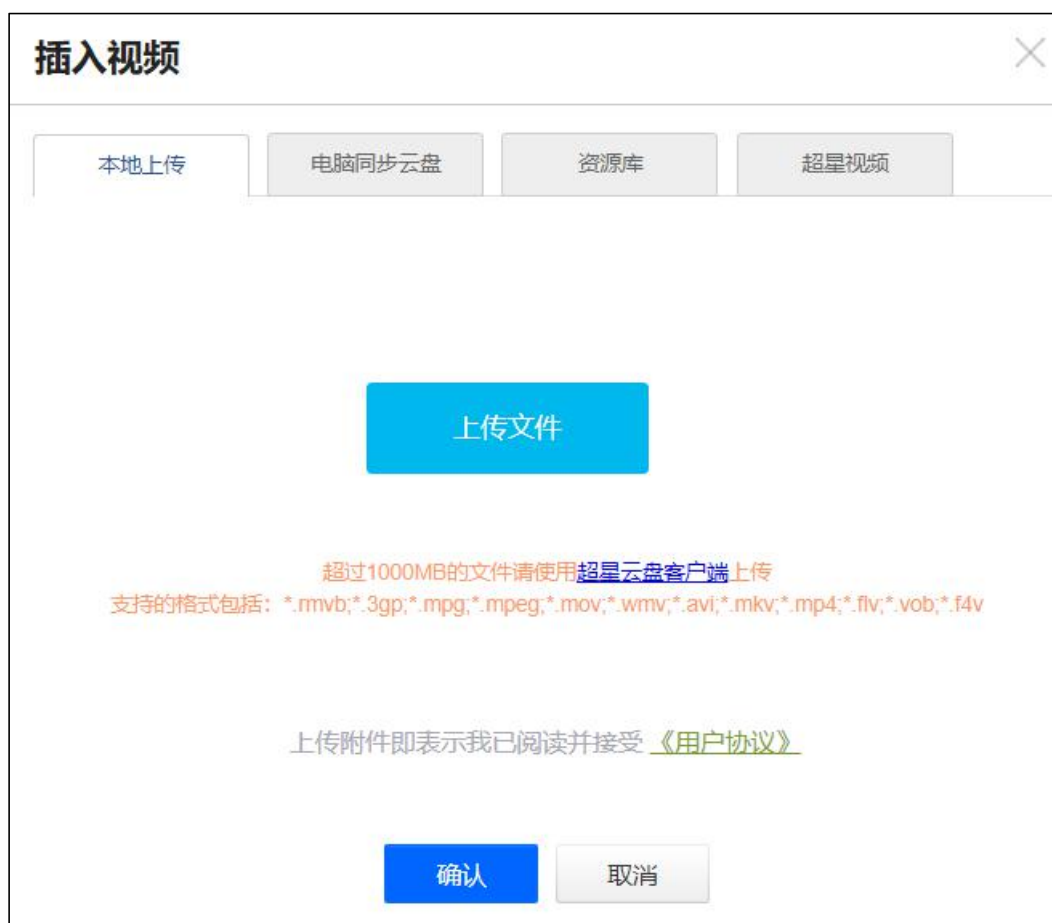 插入视频
本地上传 电脑同步云盘 资源库 超星视频
上传文件
超过1000MB的文件请使用超星云盘客户端上传
支持的格式包括：*.rmvb;*.3gp;*.mpg;*.mpeg;*.mov;*.wmv;*.avi;*.mkv;*.mp4;*.flv;*.vob;*.f4v
上传附件即表示我已阅读并接受 《用户协议》
确认 取消